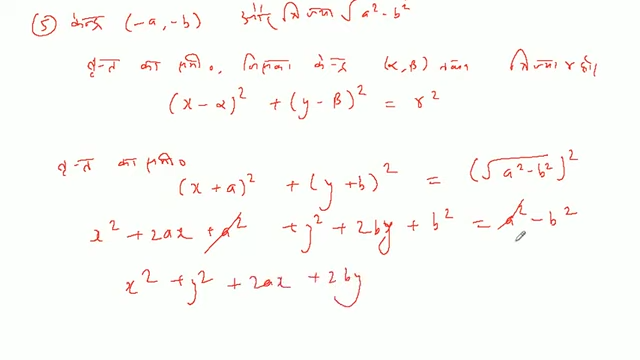 ⑤ केन्द्र (-a, -b) और त्रिज्या √a² - b²
वृत्त का समी०, जिसका केन्द्र (α, β) तथा त्रिज्या r हो।
(x - α)² + (y - β)² = r²
वृत्त का समी०
(x + a)² + (y + b)² = (√a² - b²)²
x² + 2ax + a² + y² + 2by + b² = a² - b²
x² + y² + 2ax + 2by